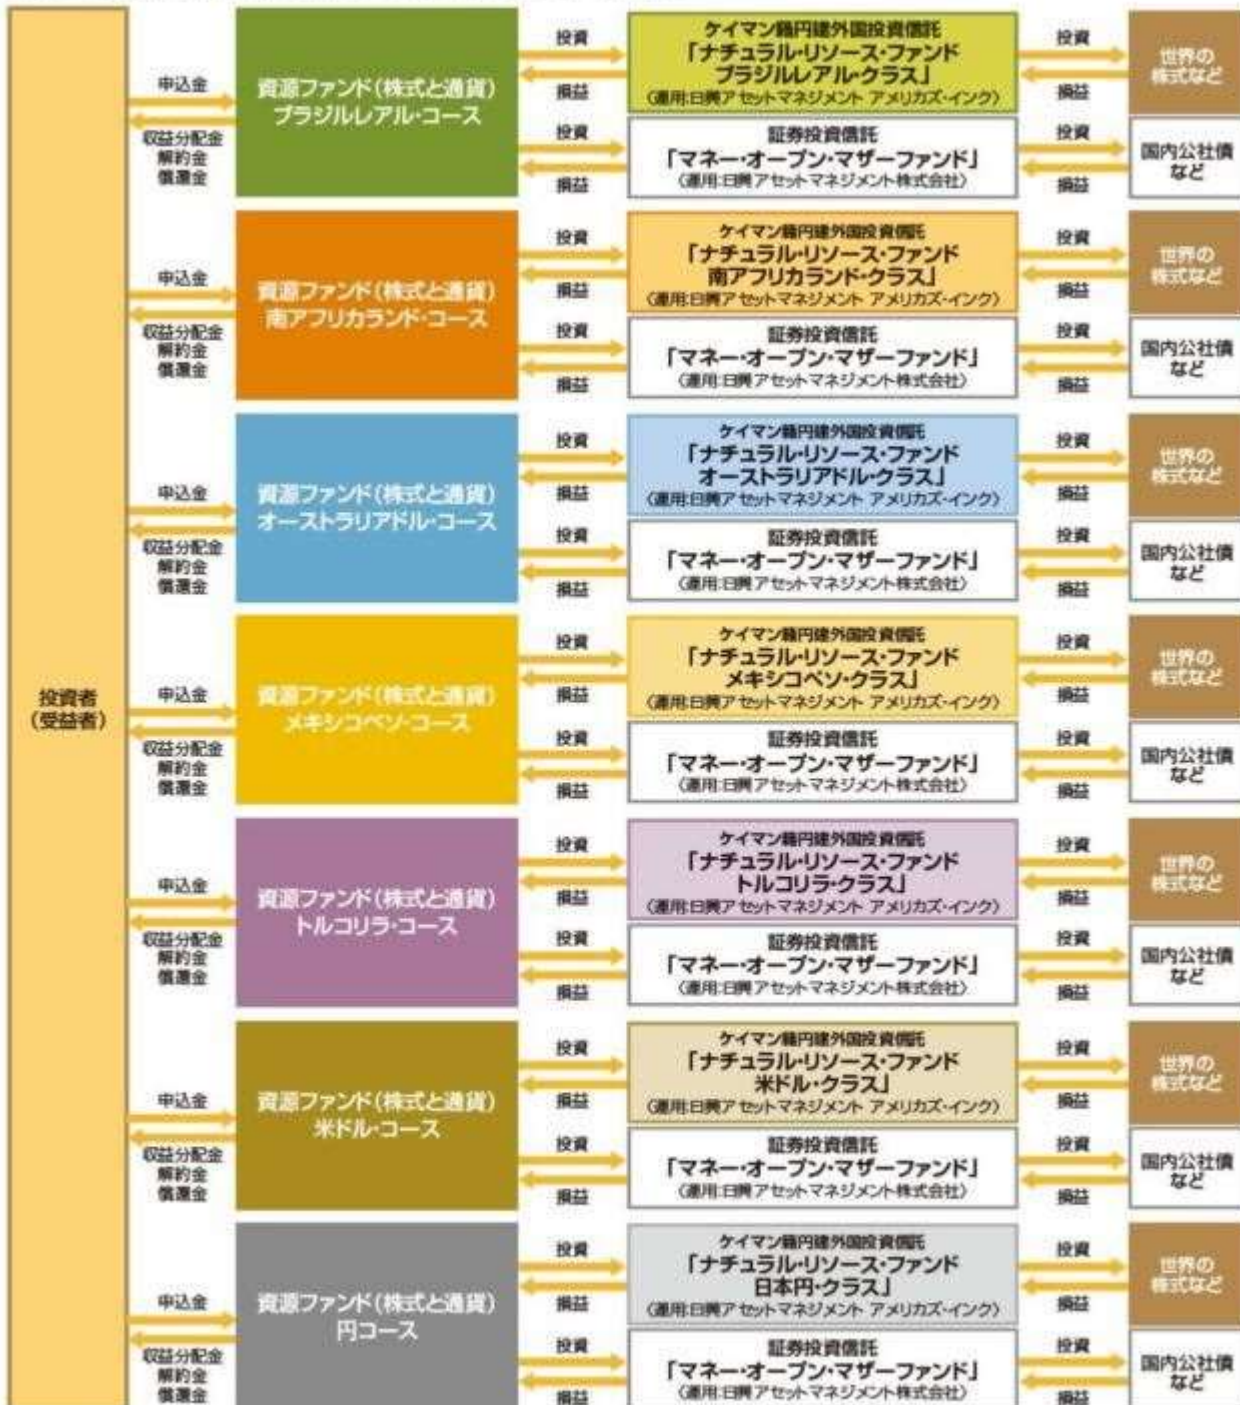 投資者
(受益者)
申込金
収益分配金
解約金
償還金
資源ファンド(株式と通貨)
ブラジルレアル・コース
投資
損益
投資
損益
ケイマン籍円建外国投資信託
「ナチュラル・リソース・ファンド
ブラジルレアル・クラス」
(運用:日興アセットマネジメント アメリカズ・インク)
証券投資信託
「マネー・オープン・マザーファンド」
(運用:日興アセットマネジメント株式会社)
投資
損益
投資
損益
世界の
株式など
国内公社債
など
申込金
収益分配金
解約金
償還金
資源ファンド(株式と通貨)
南アフリカランド・コース
投資
損益
投資
損益
ケイマン籍円建外国投資信託
「ナチュラル・リソース・ファンド
南アフリカランド・クラス」
(運用:日興アセットマネジメント アメリカズ・インク)
証券投資信託
「マネー・オープン・マザーファンド」
(運用:日興アセットマネジメント株式会社)
投資
損益
投資
損益
世界の
株式など
国内公社債
など
申込金
収益分配金
解約金
償還金
資源ファンド(株式と通貨)
オーストラリアドル・コース
投資
損益
投資
損益
ケイマン籍円建外国投資信託
「ナチュラル・リソース・ファンド
オーストラリアドル・クラス」
(運用:日興アセットマネジメント アメリカズ・インク)
証券投資信託
「マネー・オープン・マザーファンド」
(運用:日興アセットマネジメント株式会社)
投資
損益
投資
損益
世界の
株式など
国内公社債
など
申込金
収益分配金
解約金
償還金
資源ファンド(株式と通貨)
メキシコペソ・コース
投資
損益
投資
損益
ケイマン籍円建外国投資信託
「ナチュラル・リソース・ファンド
メキシコペソ・クラス」
(運用:日興アセットマネジメント アメリカズ・インク)
証券投資信託
「マネー・オープン・マザーファンド」
(運用:日興アセットマネジメント株式会社)
投資
損益
投資
損益
世界の
株式など
国内公社債
など
申込金
収益分配金
解約金
償還金
資源ファンド(株式と通貨)
トルコリラ・コース
投資
損益
投資
損益
ケイマン籍円建外国投資信託
「ナチュラル・リソース・ファンド
トルコリラ・クラス」
(運用:日興アセットマネジメント アメリカズ・インク)
証券投資信託
「マネー・オープン・マザーファンド」
(運用:日興アセットマネジメント株式会社)
投資
損益
投資
損益
世界の
株式など
国内公社債
など
申込金
収益分配金
解約金
償還金
資源ファンド(株式と通貨)
米ドル・コース
投資
損益
投資
損益
ケイマン籍円建外国投資信託
「ナチュラル・リソース・ファンド
米ドル・クラス」
(運用:日興アセットマネジメント アメリカズ・インク)
証券投資信託
「マネー・オープン・マザーファンド」
(運用:日興アセットマネジメント株式会社)
投資
損益
投資
損益
世界の
株式など
国内公社債
など
申込金
収益分配金
解約金
償還金
資源ファンド(株式と通貨)
円コース
投資
損益
投資
損益
ケイマン籍円建外国投資信託
「ナチュラル・リソース・ファンド
日本円・クラス」
(運用:日興アセットマネジメント アメリカズ・インク)
証券投資信託
「マネー・オープン・マザーファンド」
(運用:日興アセットマネジメント株式会社)
投資
損益
投資
損益
世界の
株式など
国内公社債
など